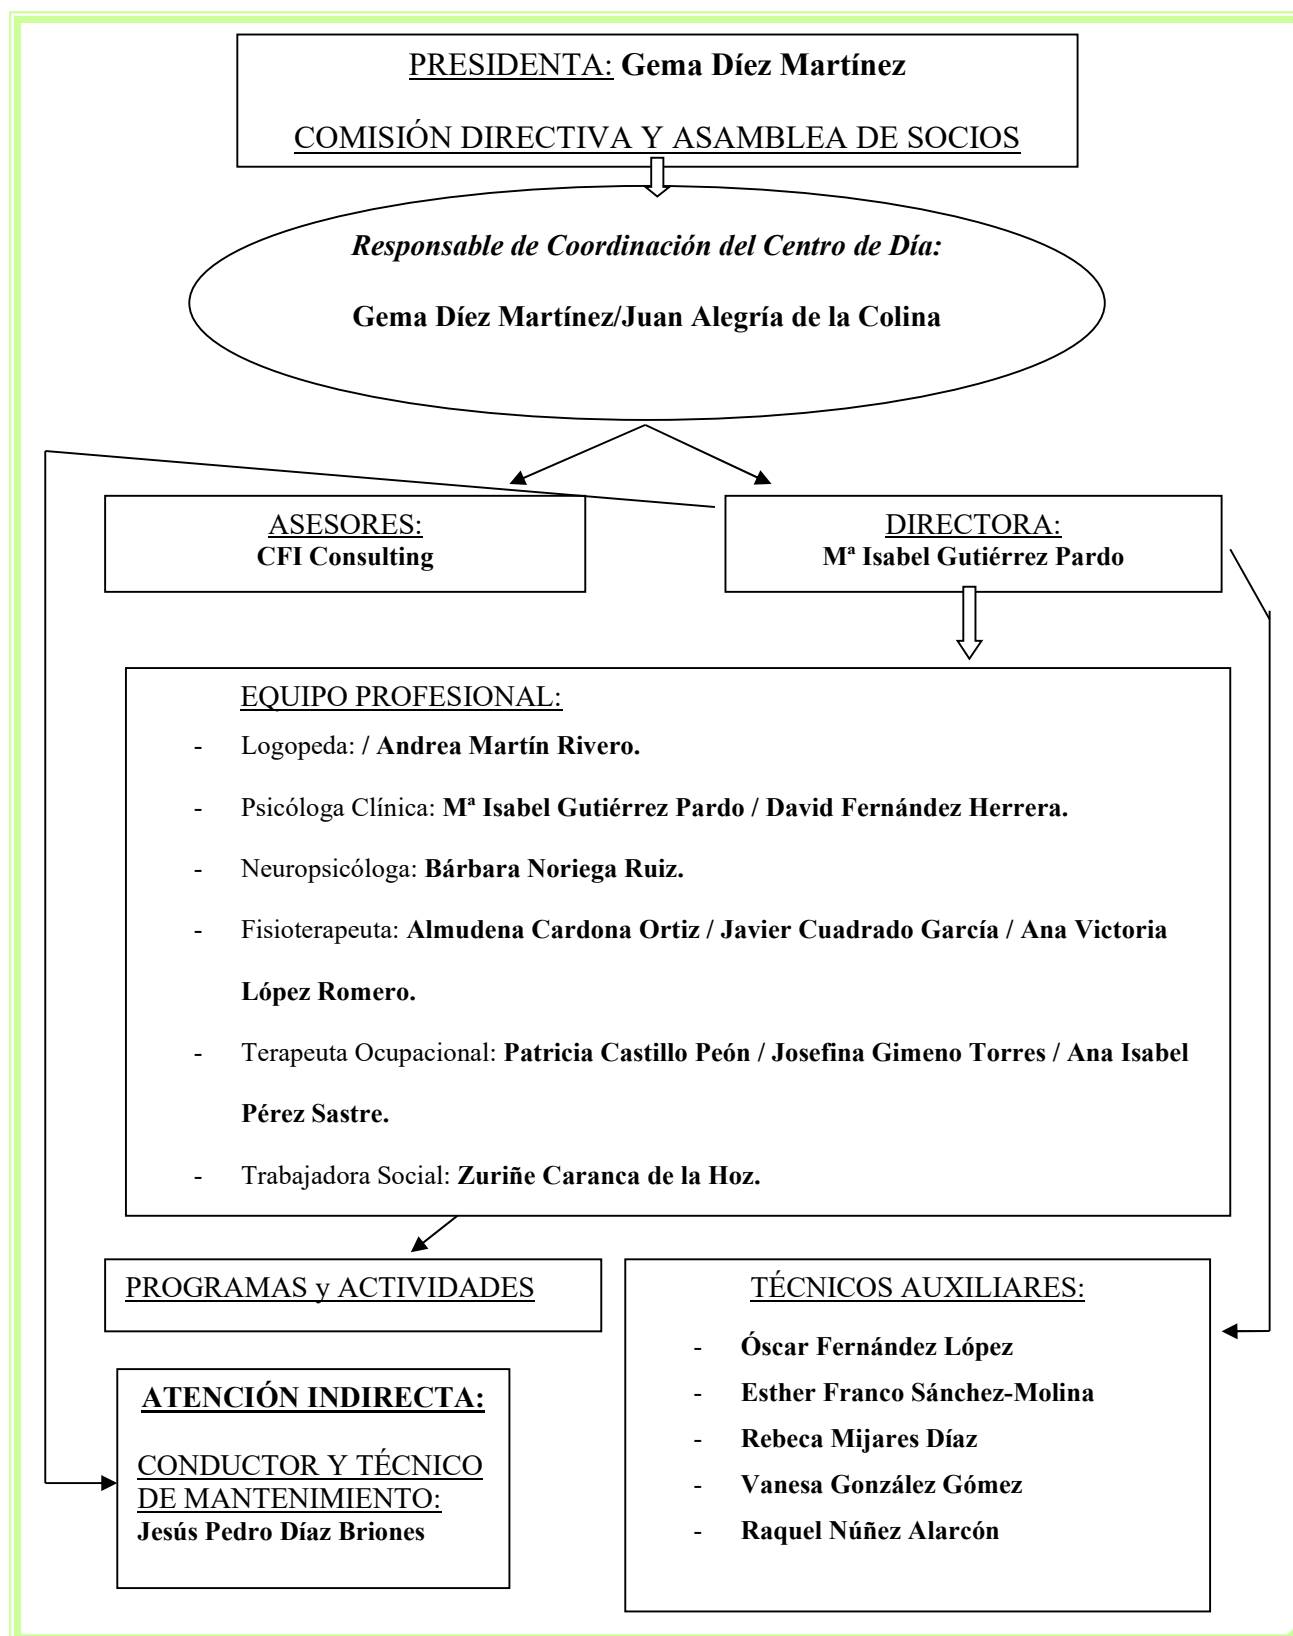 PRESIDENTA: Gema Díez Martínez
COMISIÓN DIRECTIVA Y ASAMBLEA DE SOCIOS
Responsable de Coordinación del Centro de Día:
Gema Díez Martínez/Juan Alegría de la Colina
ASESORES:
CFI Consulting
DIRECTORA:
Mª Isabel Gutiérrez Pardo
EQUIPO PROFESIONAL:
- Logopeda: / Andrea Martín Rivero.
- Psicóloga Clínica: Mª Isabel Gutiérrez Pardo / David Fernández Herrera.
- Neuropsicóloga: Bárbara Noriega Ruiz.
- Fisioterapeuta: Almudena Cardona Ortiz / Javier Cuadrado García / Ana Victoria
López Romero.
- Terapeuta Ocupacional: Patricia Castillo Peón / Josefina Gimeno Torres / Ana Isabel
Pérez Sastre.
- Trabajadora Social: Zuriñe Caranca de la Hoz.
PROGRAMAS y ACTIVIDADES
ATENCIÓN INDIRECTA:
CONDUCTOR Y TÉCNICO
DE MANTENIMIENTO:
Jesús Pedro Díaz Briones
TÉCNICOS AUXILIARES:
- Óscar Fernández López
- Esther Franco Sánchez-Molina
- Rebeca Mijares Díaz
- Vanesa González Gómez
- Raquel Núñez Alarcón